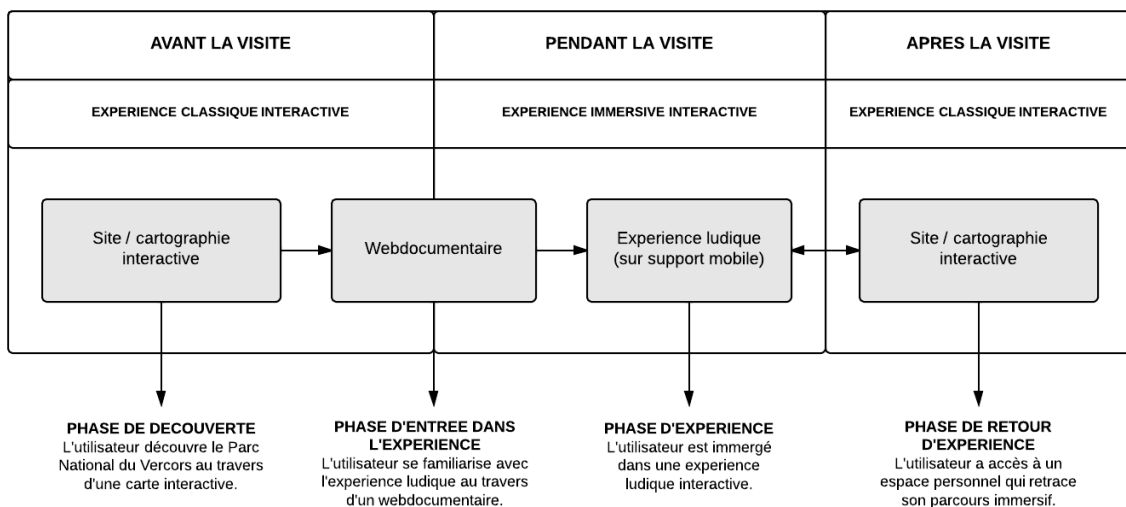 AVANT LA VISITE
PENDANT LA VISITE
APRES LA VISITE
EXPERIENCE CLASSIQUE INTERACTIVE
EXPERIENCE IMMERSIVE INTERACTIVE
EXPERIENCE CLASSIQUE INTERACTIVE
Site / cartographie
interactive
Webdocumentaire
Experience ludique
(sur support mobile)
Site / cartographie
interactive
PHASE DE DECOUVERTE
L'utilisateur découvre le Parc
National du Vercors au travers
d'une carte interactive.
PHASE D'ENTREE DANS
L'EXPERIENCE
L'utilisateur se familiarise avec
l'experience ludique au travers
d'un webdocumentaire.
PHASE D'EXPERIENCE
L'utilisateur est immergé
dans une experience
ludique interactive.
PHASE DE RETOUR
D'EXPERIENCE
L'utilisateur a accès à un
espace personnel qui retrace
son parcours immersif.